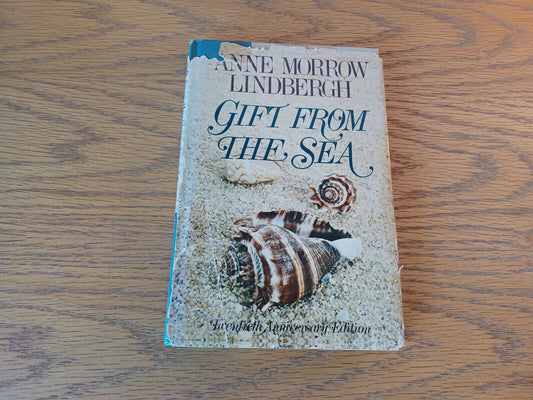 ANNE MORROW
LINDBERGH
GIFT FROM
THE SEA
Twentieth Anniversary Edition